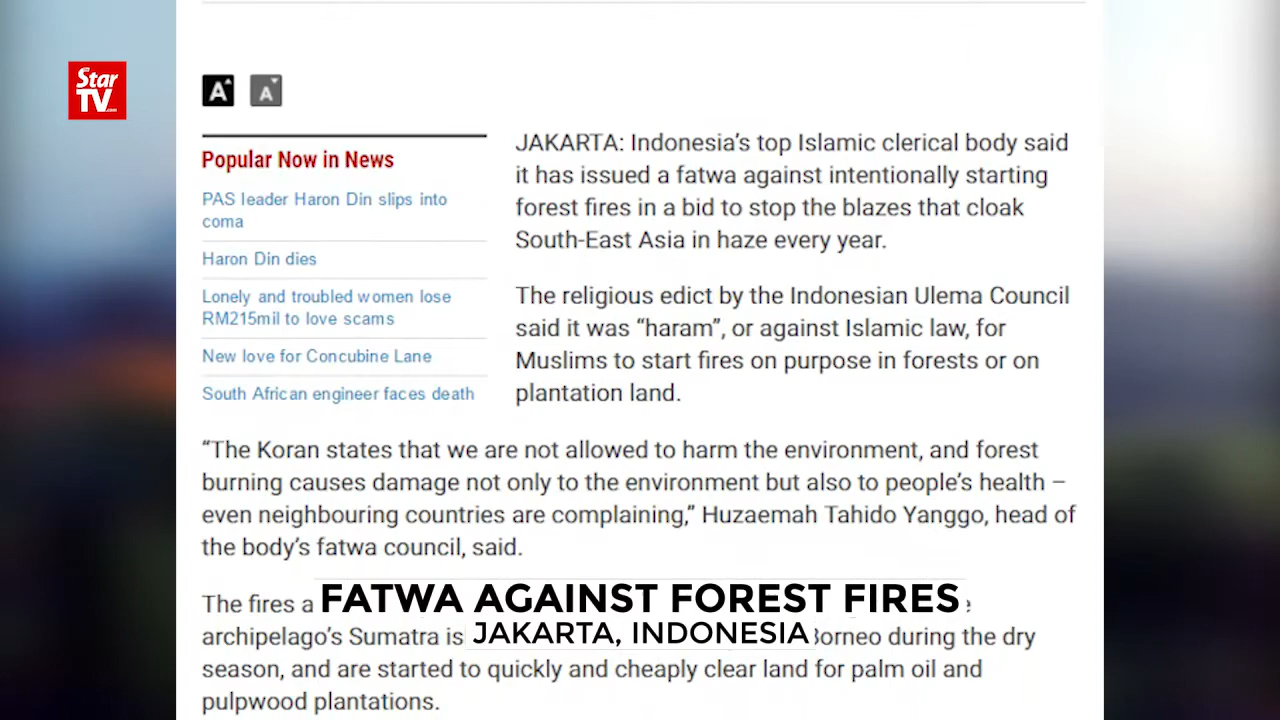 Star
TV.com
A A
Popular Now in News
PAS leader Haron Din slips into
coma
Haron Din dies
Lonely and troubled women lose
RM215mil to love scams
New love for Concubine Lane
South African engineer faces death
JAKARTA: Indonesia's top Islamic clerical body said
it has issued a fatwa against intentionally starting
forest fires in a bid to stop the blazes that cloak
South-East Asia in haze every year.
The religious edict by the Indonesian Ulema Council
said it was “haram”, or against Islamic law, for
Muslims to start fires on purpose in forests or on
plantation land.
“The Koran states that we are not allowed to harm the environment, and forest
burning causes damage not only to the environment but also to people's health –
even neighbouring countries are complaining,” Huzaemah Tahido Yanggo, head of
the body's fatwa council, said.
The fires
archipelago's Sumatra Borneo during the dry
season, and are started to quickly and cheaply clear land for palm oil and
pulpwood plantations.
FATWA AGAINST FOREST FIRES
JAKARTA, INDONESIA